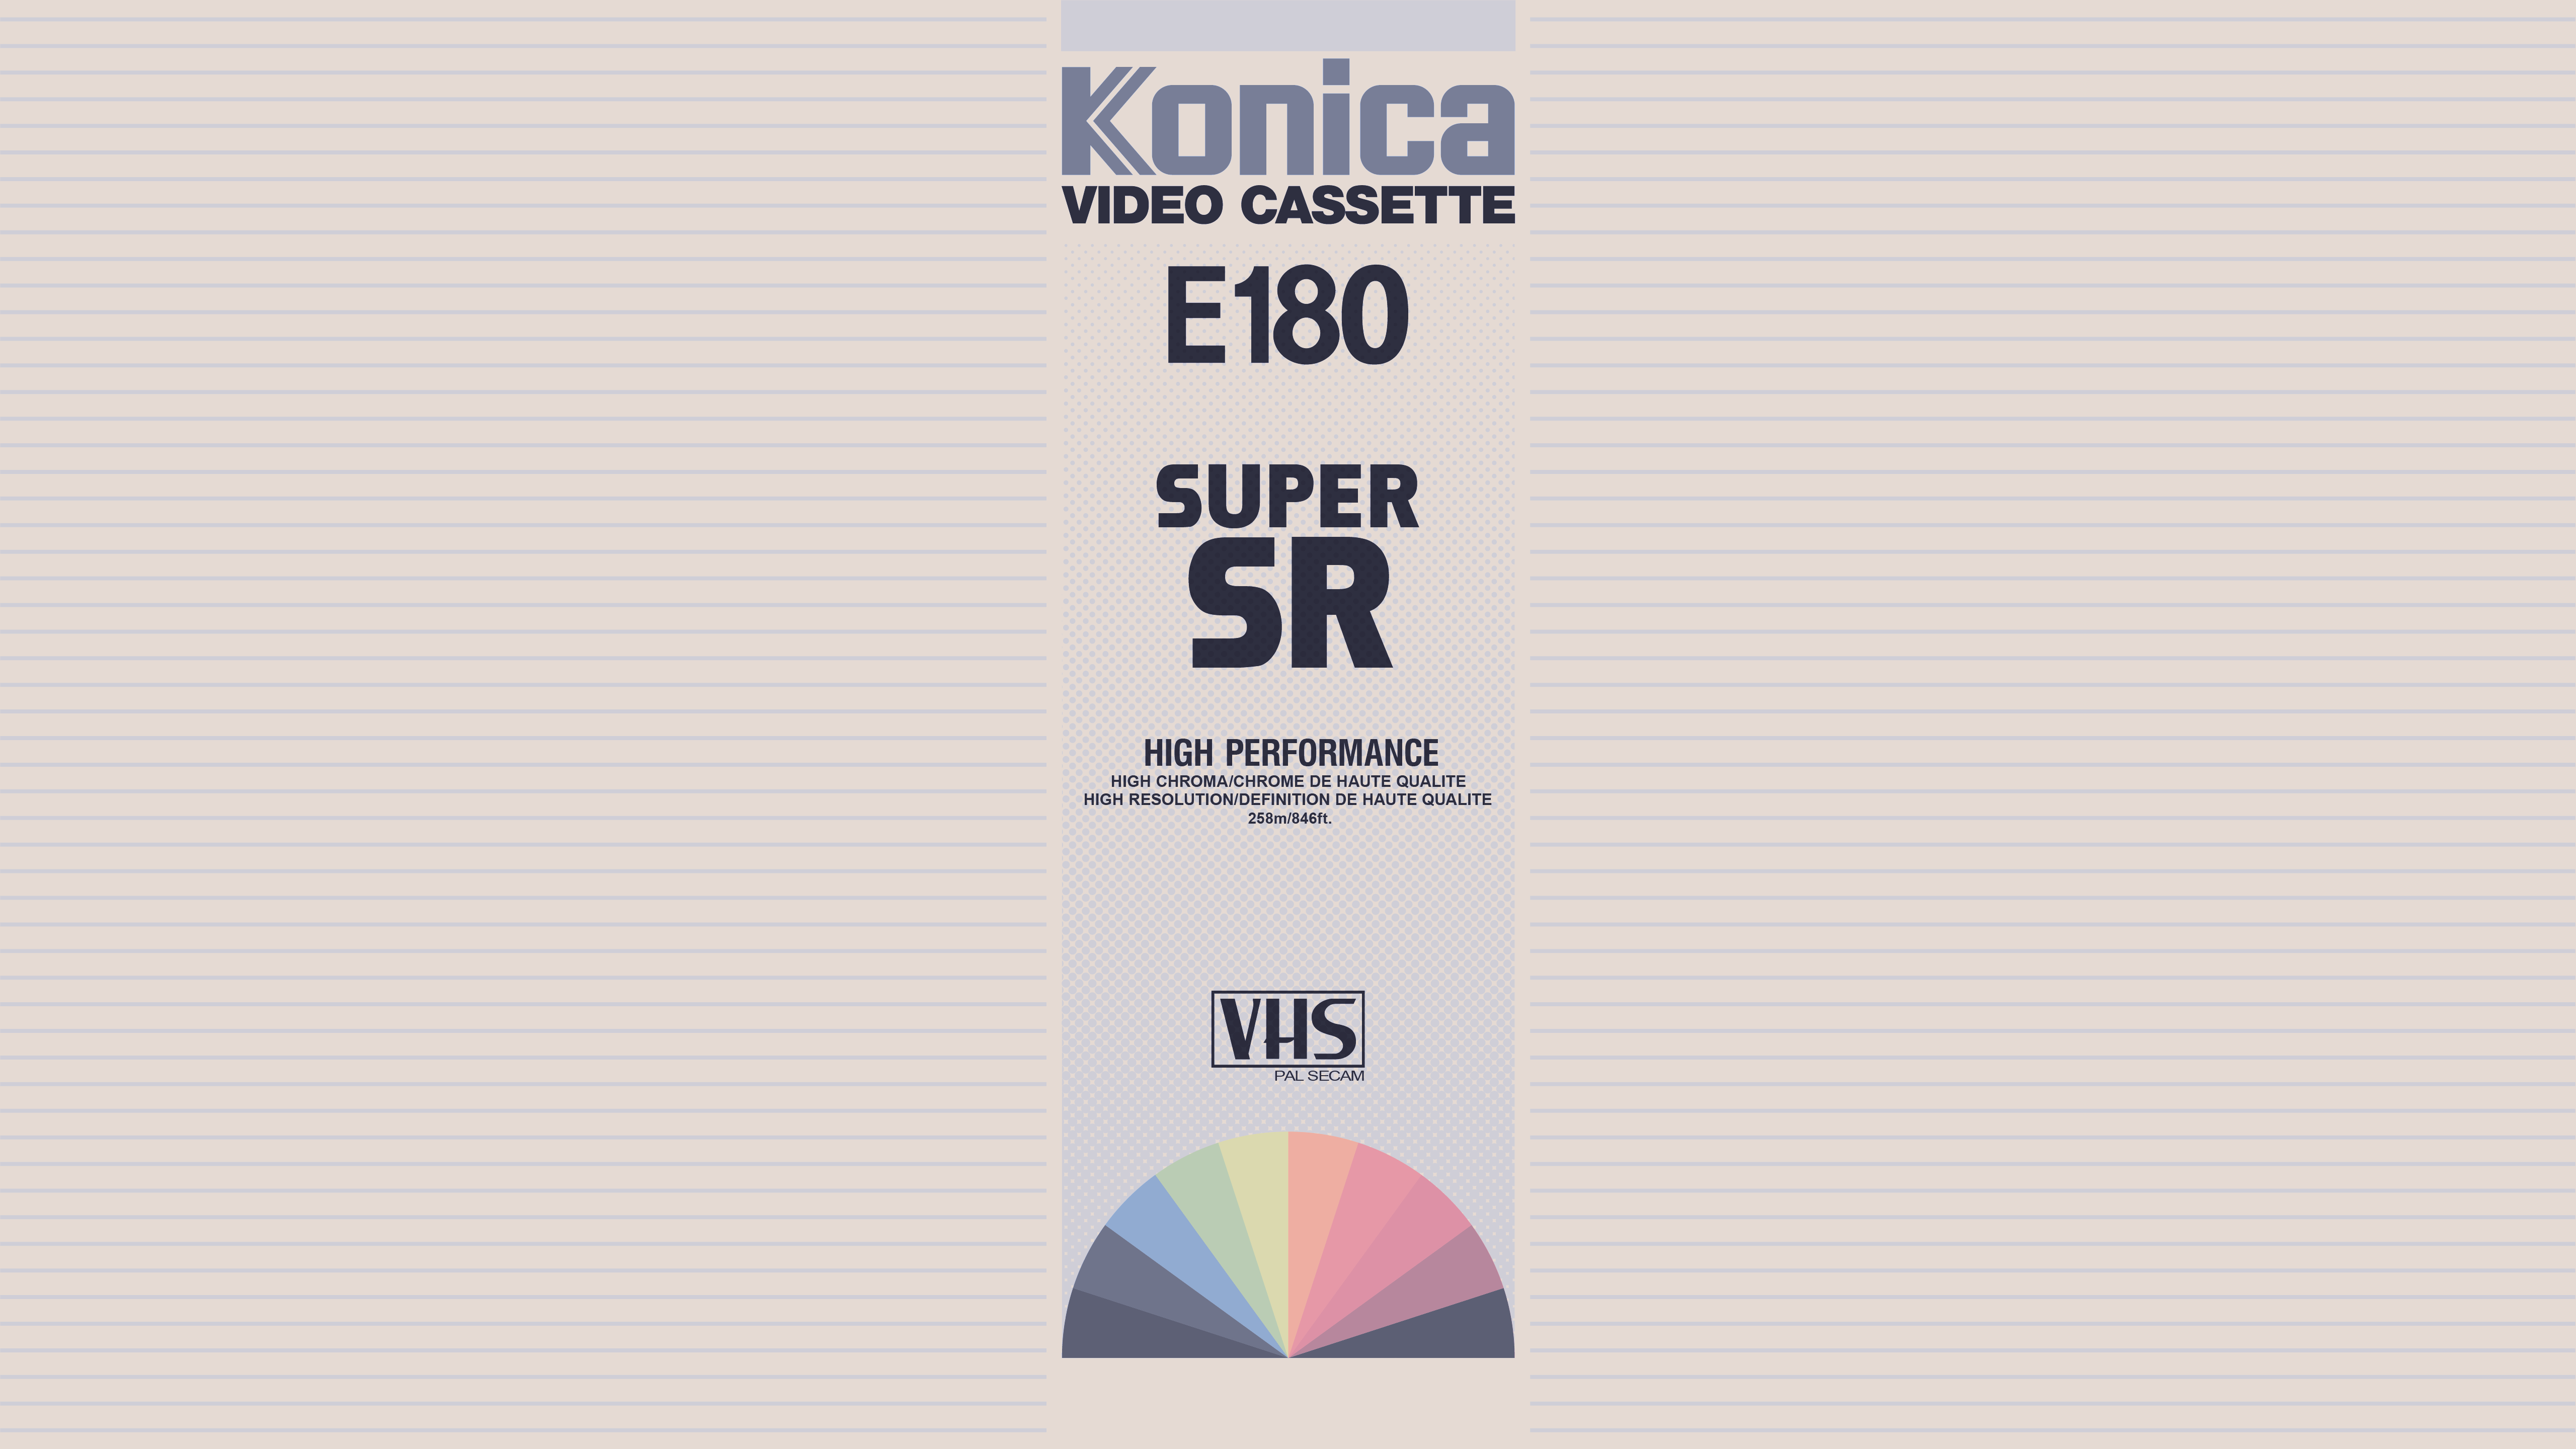 Konica
VIDEO CASSETTE
E180
SUPER
SR
HIGH PERFORMANCE
HIGH CHROMA/CHROME DE HAUTE QUALITE
HIGH RESOLUTION/DEFINITION DE HAUTE QUALITE
258m/846ft.
VHS
PAL SECAM